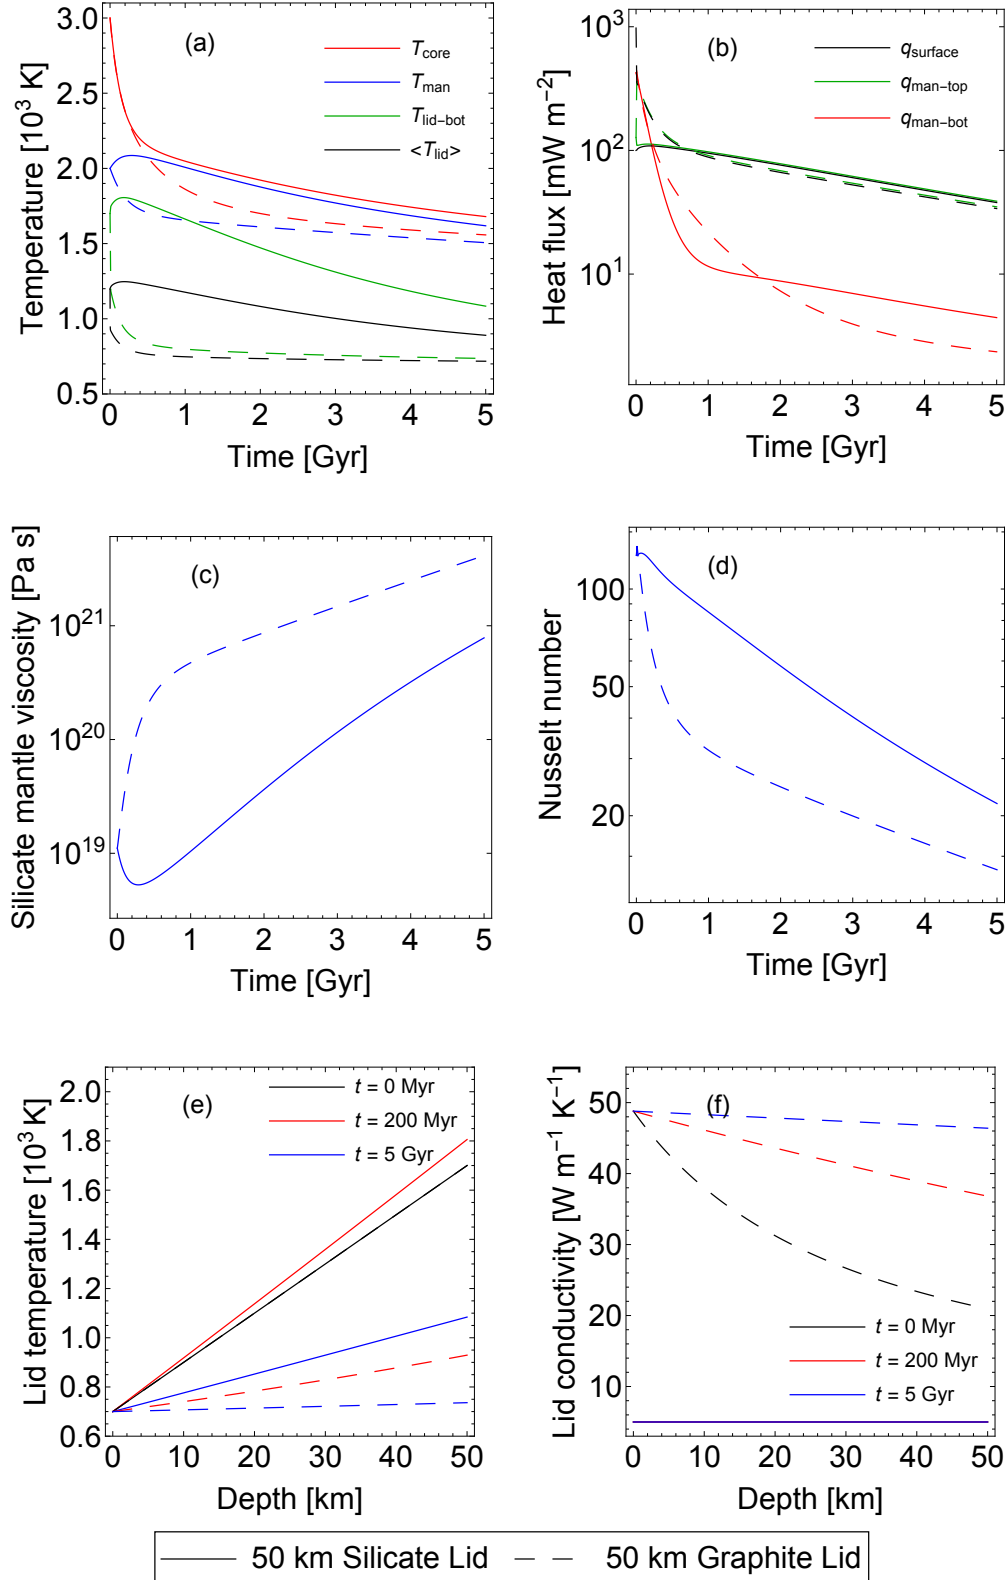 (a)
T_core
T_man
T_lid-bot
<T_lid>
Temperature [10³ K]
3.0
2.5
2.0
1.5
1.0
0.5
0 1 2 3 4 5
Time [Gyr]
(b)
q_surface
q_man-top
q_man-bot
Heat flux [mW m⁻²]
10³
10²
10¹
0 1 2 3 4 5
Time [Gyr]
(c)
Silicate mantle viscosity [Pa s]
10²¹
10²⁰
10¹⁹
0 1 2 3 4 5
Time [Gyr]
(d)
Nusselt number
100
50
20
0 1 2 3 4 5
Time [Gyr]
(e)
t = 0 Myr
t = 200 Myr
t = 5 Gyr
Lid temperature [10³ K]
2.0
1.8
1.6
1.4
1.2
1.0
0.8
0.6
0 10 20 30 40 50
Depth [km]
(f)
Lid conductivity [W m⁻¹ K⁻¹]
50
40
30
20
10
t = 0 Myr
t = 200 Myr
t = 5 Gyr
0 10 20 30 40 50
Depth [km]
50 km Silicate Lid
50 km Graphite Lid